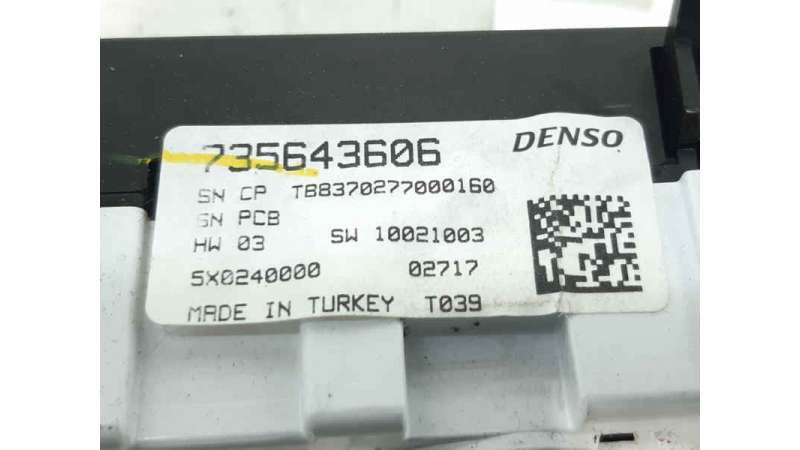 735643606 DENSO
SN CP TB8370277000160
SN PCB
HW 03 SW 10021003
5X0240000 02717
MADE IN TURKEY T039